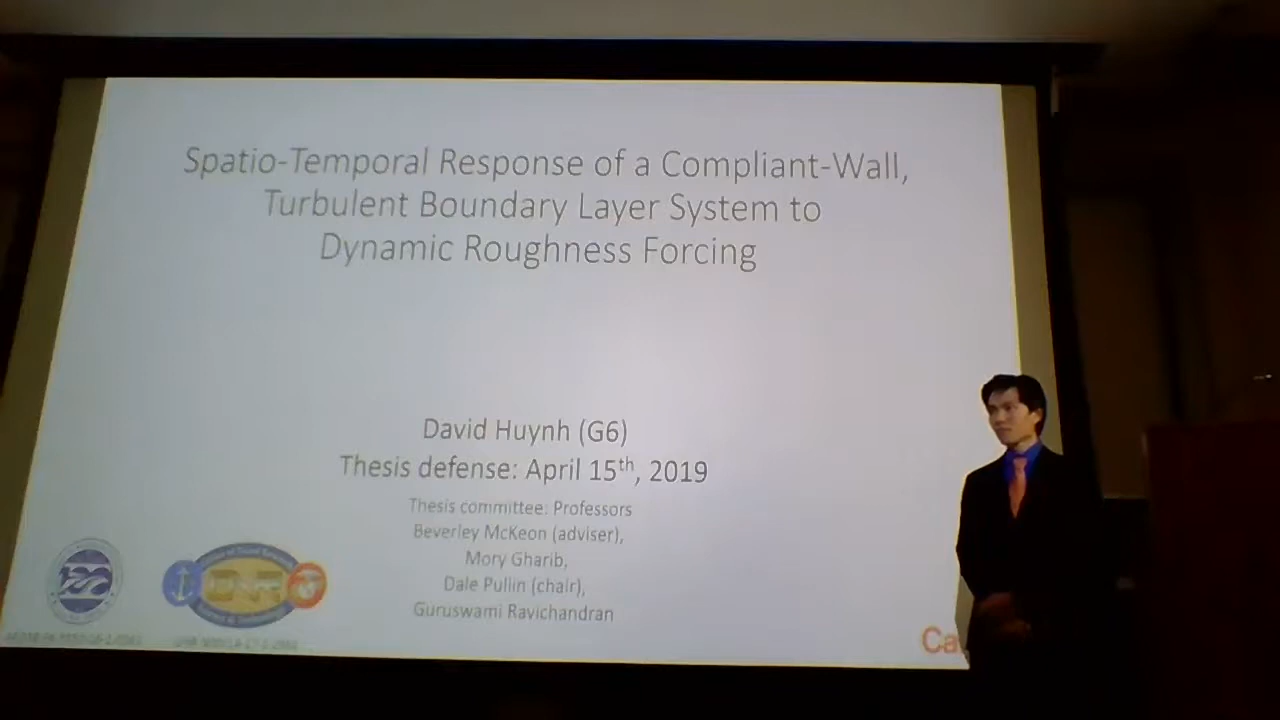 Spatio-Temporal Response of a Compliant-Wall,
Turbulent Boundary Layer System to
Dynamic Roughness Forcing
David Huynh (G6)
Thesis defense: April 15th, 2019
Thesis committee: Professors
Beverley McKeon (adviser),
Mory Gharib,
Dale Pullin (chair),
Guruswami Ravichandran
Ca